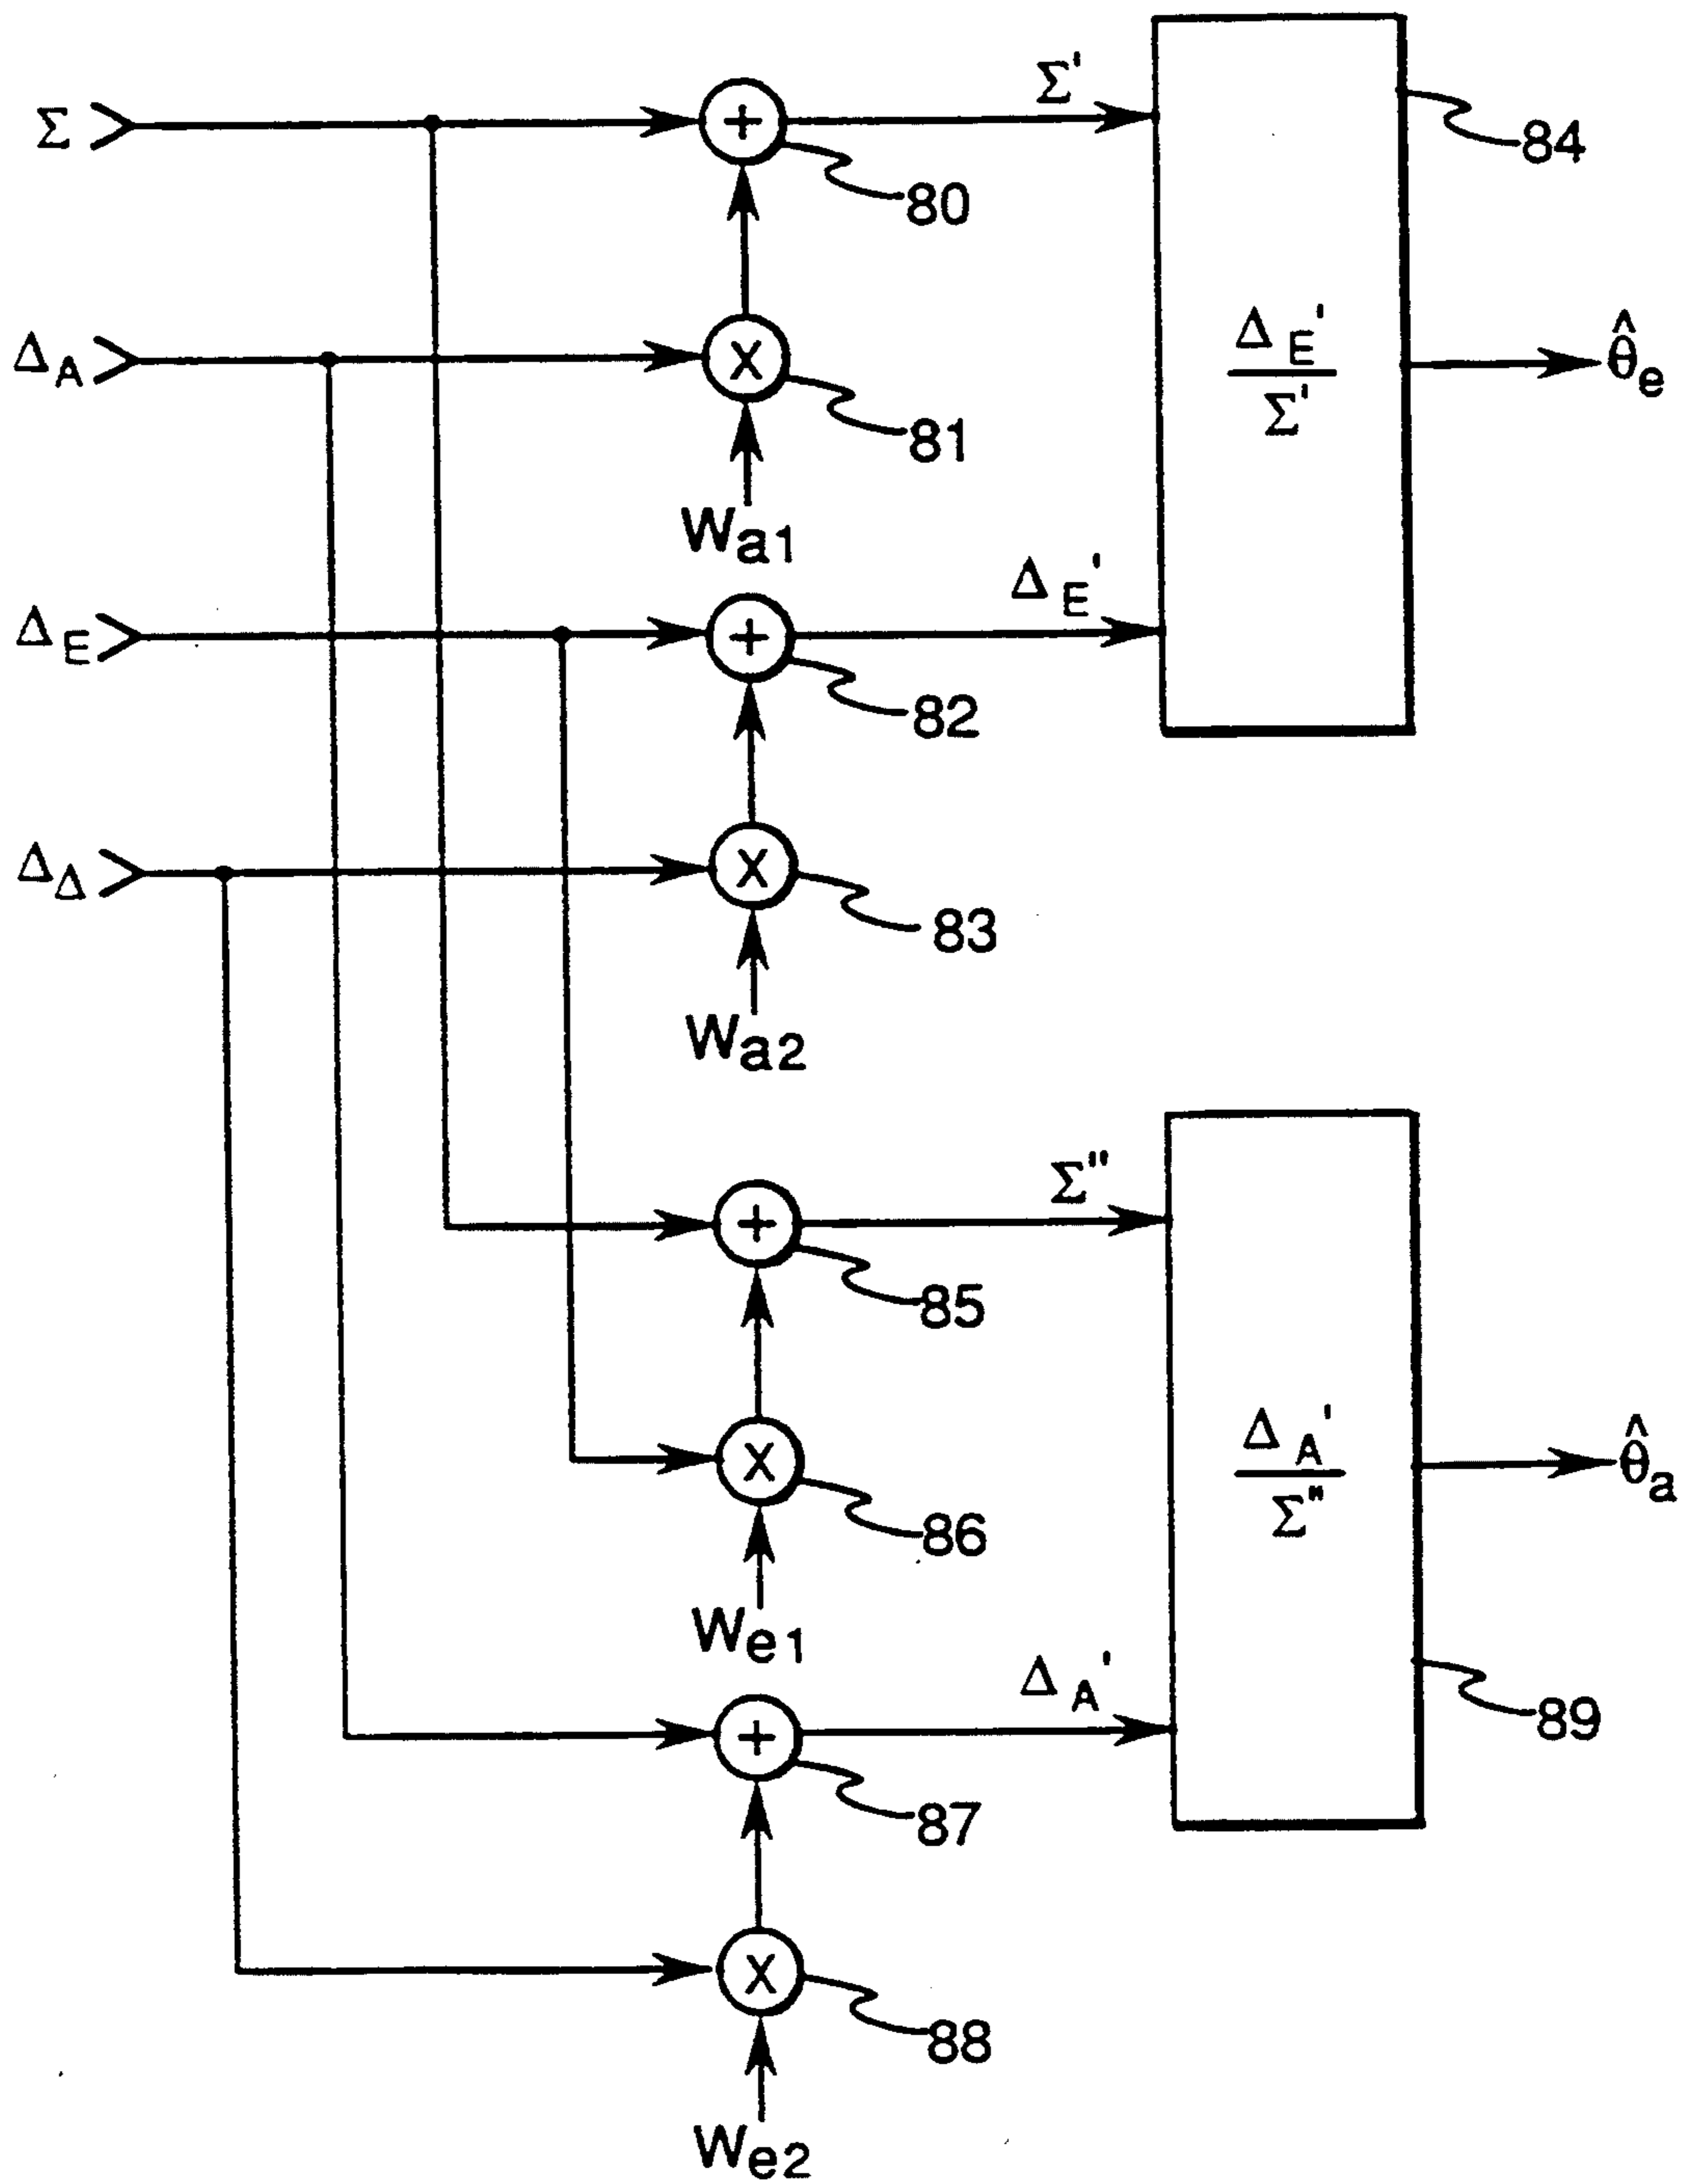 Σ
Σ'
84
80
Δ_A
Δ_E'
Σ'
θ̂_e
81
W_a1
Δ_E
Δ_E'
82
Δ_Δ
83
W_a2
Σ"
85
Δ_A'
Σ"
θ̂_a
86
W_e1
Δ_A'
89
87
88
W_e2